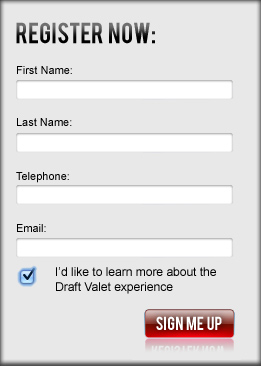 REGISTER NOW:
First Name:
Last Name:
Telephone:
Email:
I'd like to learn more about the
Draft Valet experience
SIGN ME UP